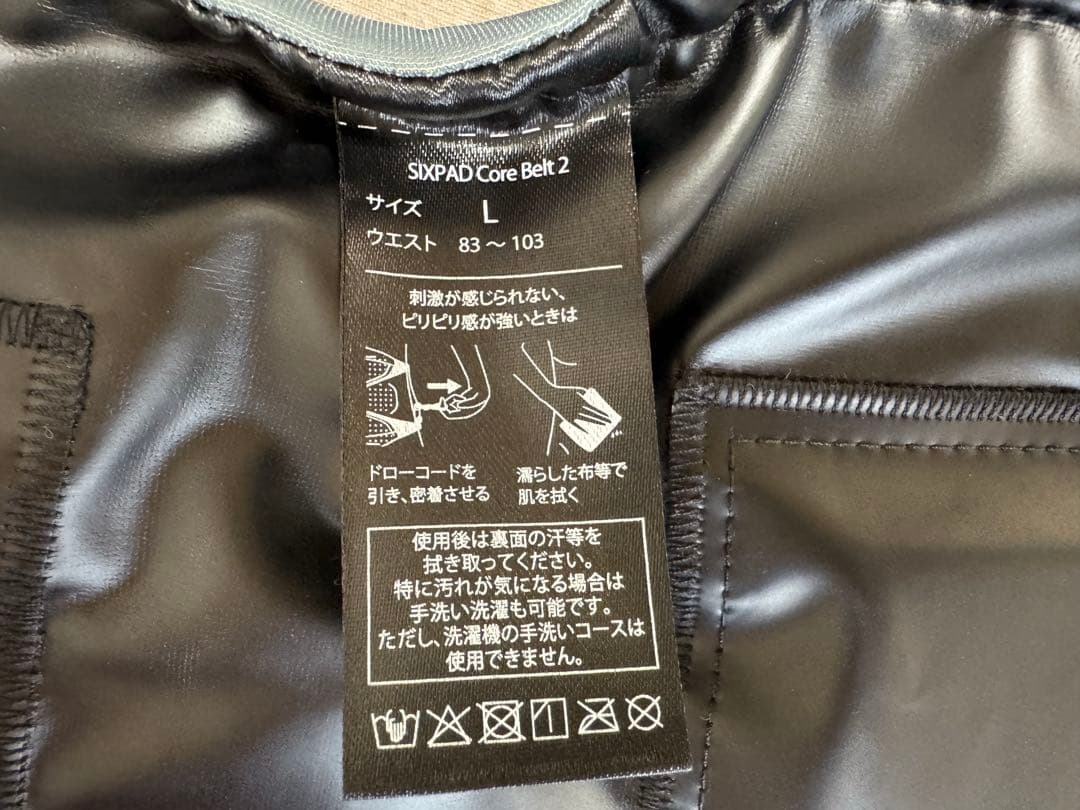 SIXPAD Core Belt 2
サイズ L
ウエスト 83～103
刺激が感じられない、
ピリピリ感が強いときは
ドローコードを
引き、密着させる
濡らした布等で
肌を拭く
使用後は裏面の汗等を
拭き取ってください。
特に汚れが気になる場合は
手洗い洗濯も可能です。
ただし、洗濯機の手洗いコースは
使用できません。